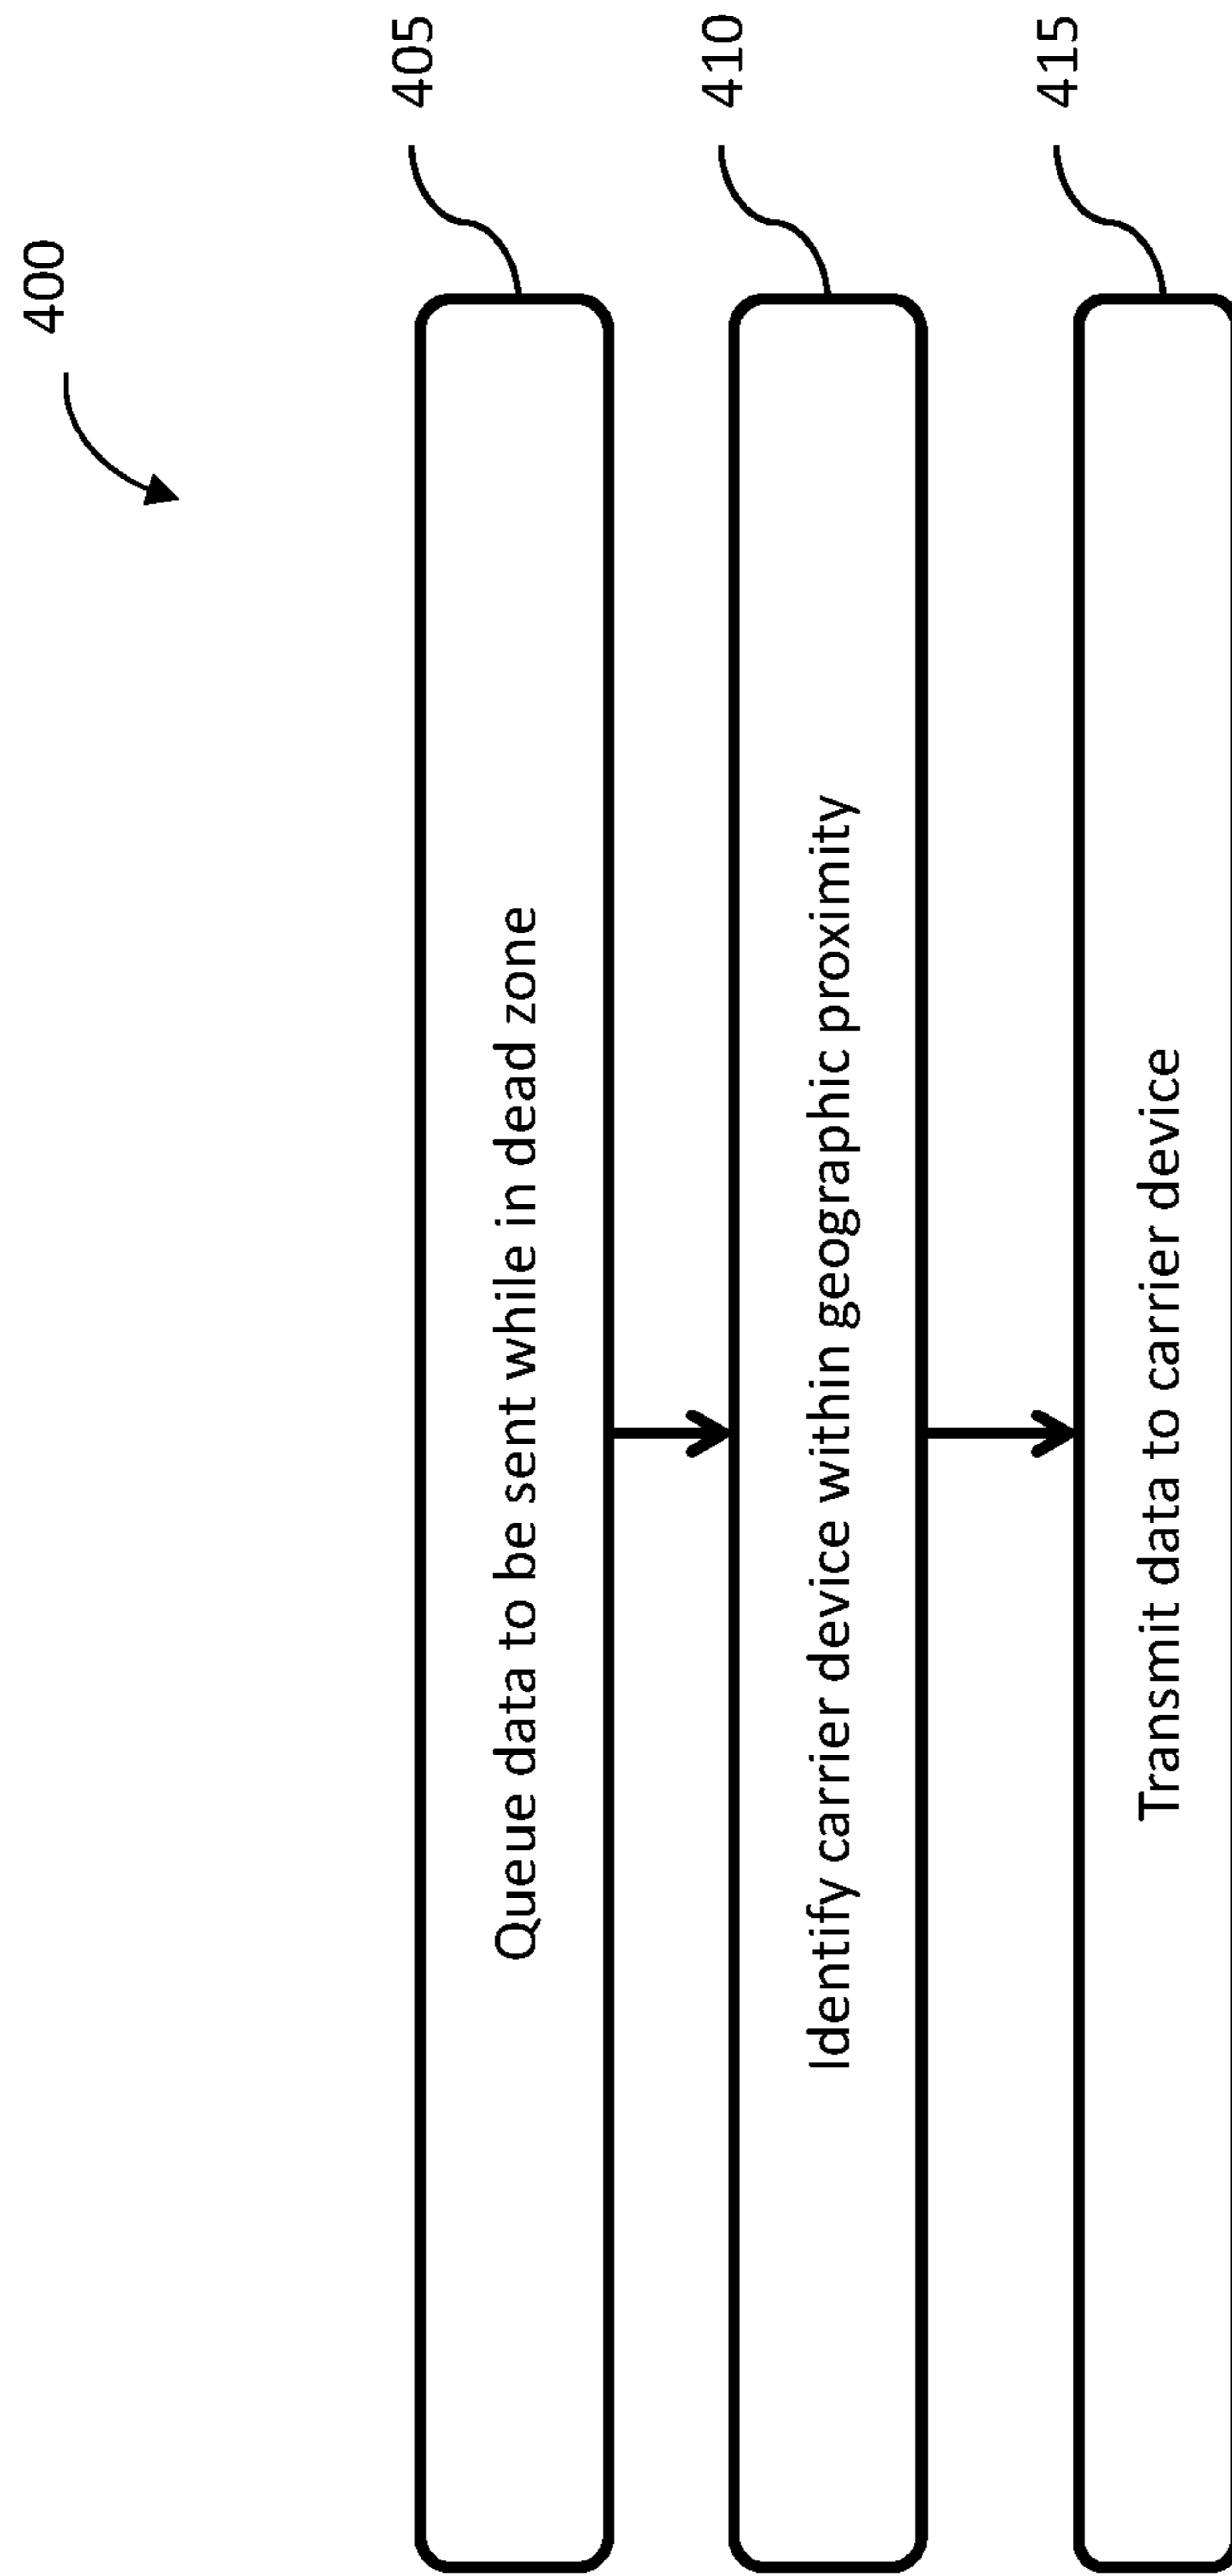 400
Queue data to be sent while in dead zone
405
Identify carrier device within geographic proximity
410
Transmit data to carrier device
415